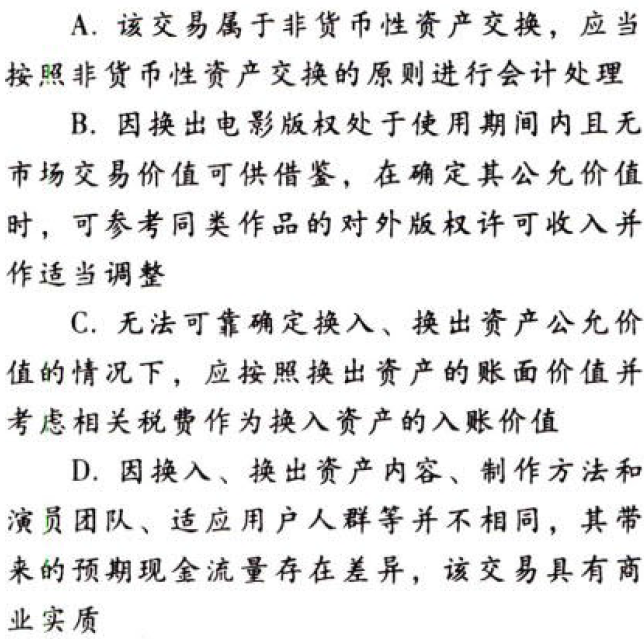 A. 该交易属于非货币性资产交换，应当
按照非货币性资产交换的原则进行会计处理
B. 因换出电影版权处于使用期间内且无
市场交易价值可供借鉴，在确定其公允价值
时，可参考同类作品的对外版权许可收入并
作适当调整
C. 无法可靠确定换入、换出资产公允价
值的情况下，应按照换出资产的账面价值并
考虑相关税费作为换入资产的入账价值
D. 因换入、换出资产内容、制作方法和
演员团队、适应用户人群等并不相同，其带
来的预期现金流量存在差异，该交易具有商
业实质